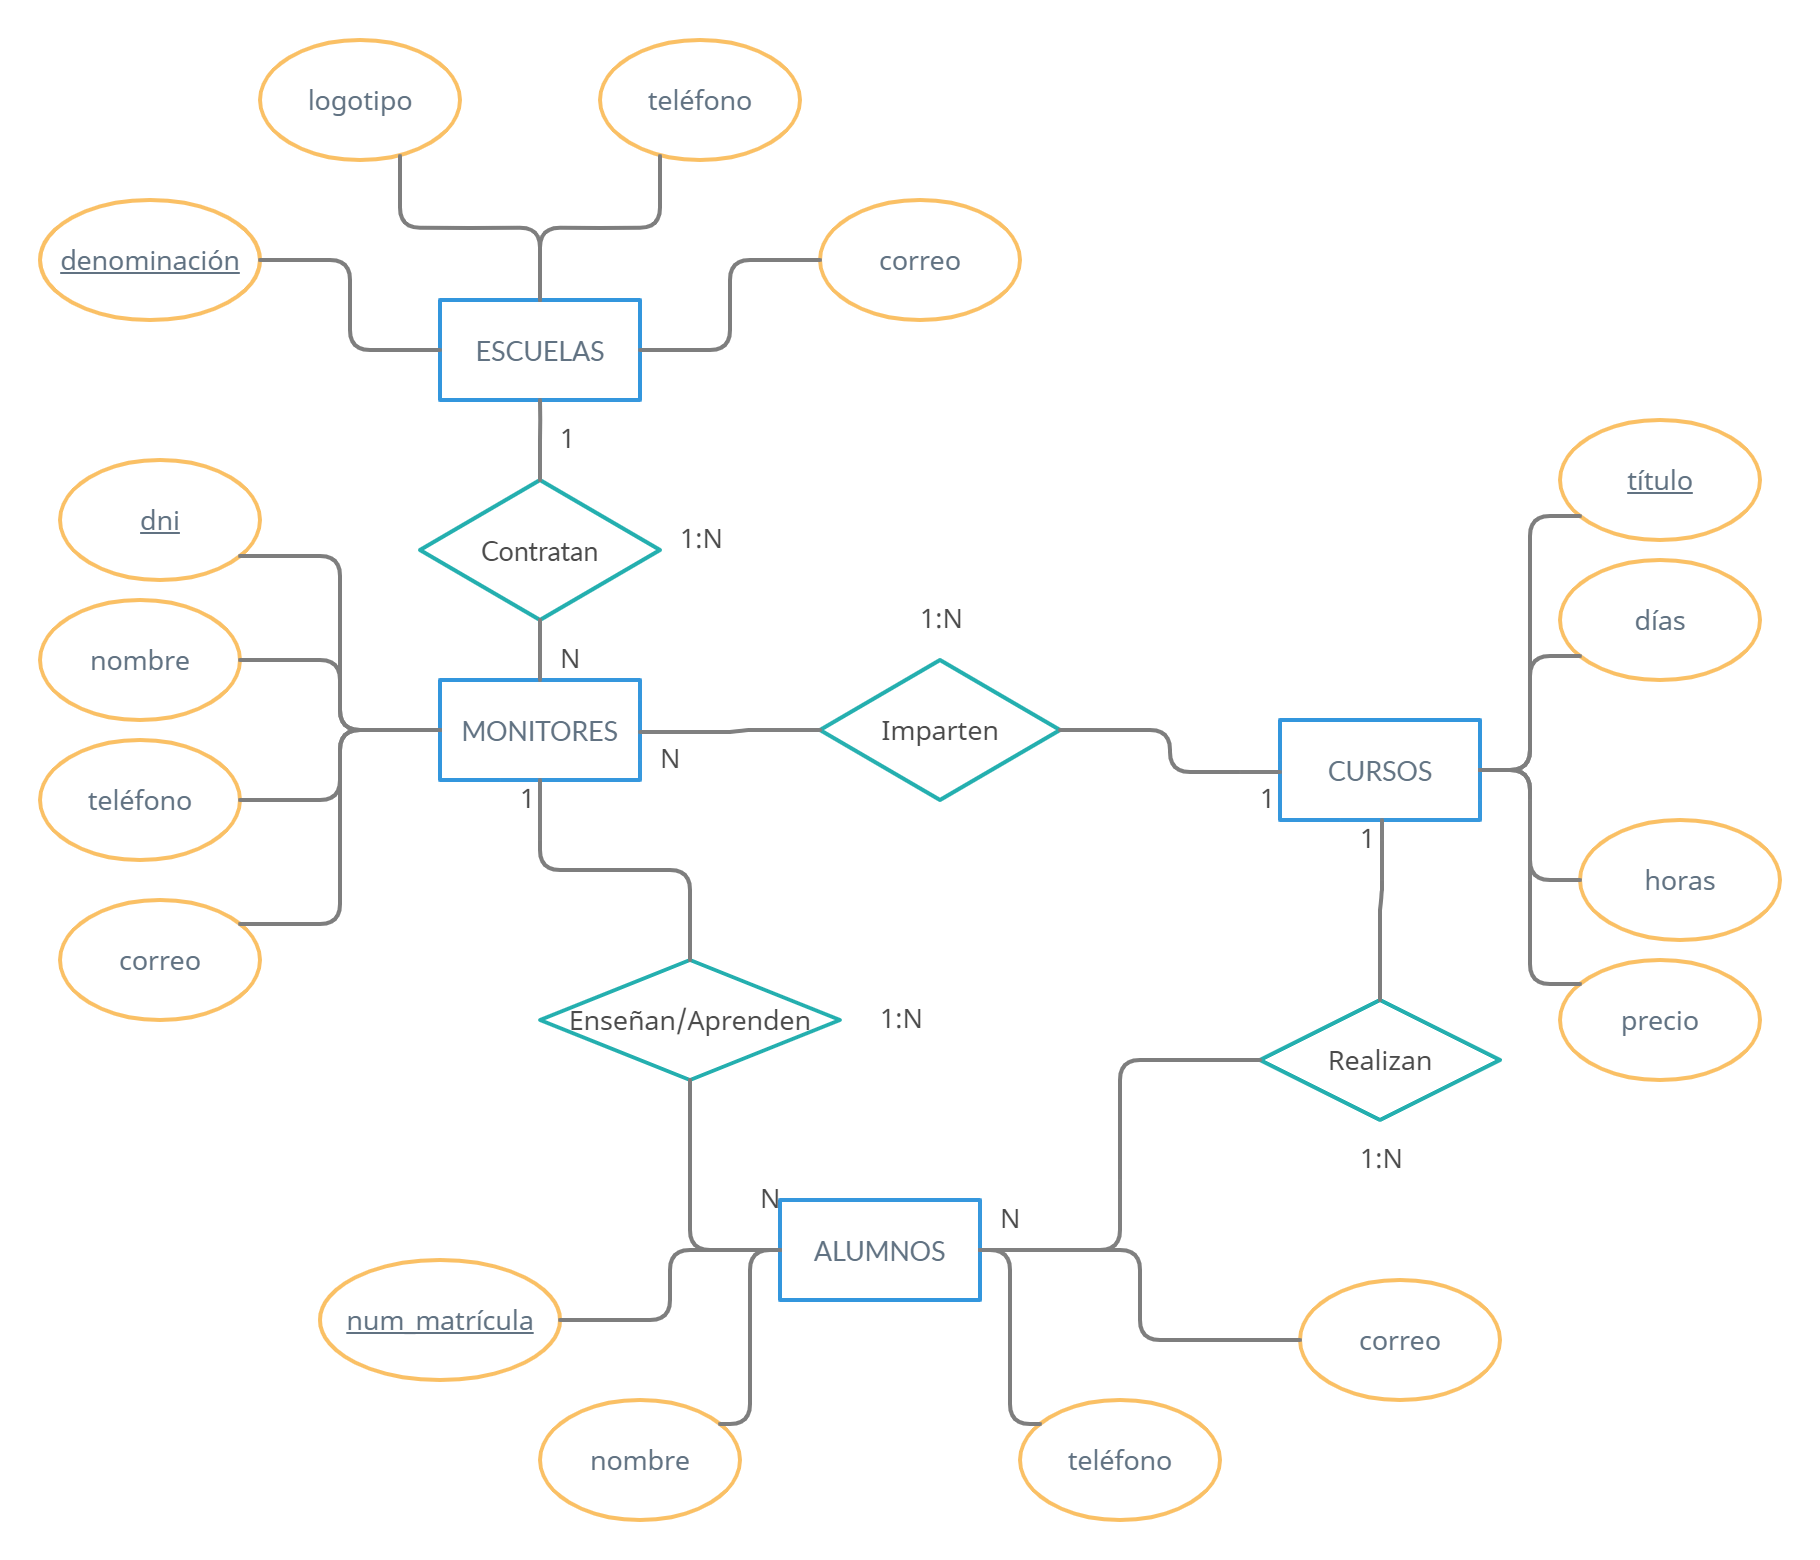 logotipo
teléfono
denominación
correo
ESCUELAS
1
dni
Contratan
1:N
título
nombre
N
1:N
días
MONITORES
N
Imparten
CURSOS
1
teléfono
1
1
horas
correo
Enseñan/Aprenden
1:N
Realizan
precio
1:N
N
N
ALUMNOS
num_matrícula
correo
nombre
teléfono